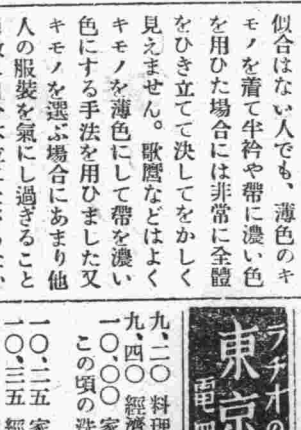 似合はない人でも、薄色のキ
モノを着て半衿や帶に濃い色
を用ひた場合には非常に全體
をひき立てて決してをかしく
見えません。歌麿などはよく
キモノを薄色にして帶を濃い
色にする手法を用ひました又
キモノを選ぶ場合にあまり他
人の服裝を氣にし過ぎること
ラヂオの
東京
電
九、二〇 料理
九、四〇 經濟
一〇、〇〇 家
この頃の洗
一〇、二五 家
一〇、三五 經